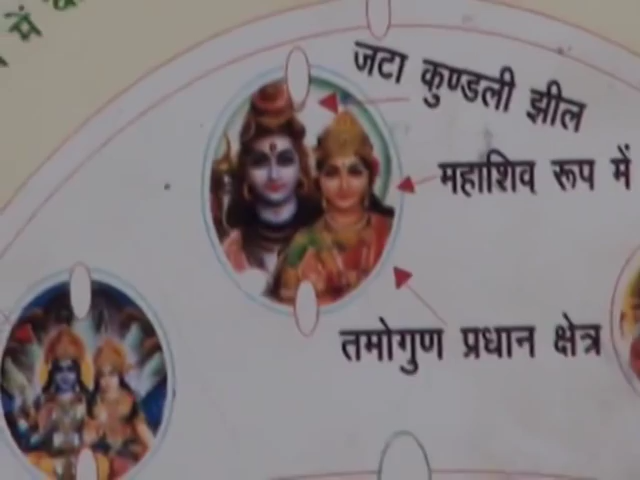 में
जटा कुण्डली झील
महाशिव रूप में
तमोगुण प्रधान क्षेत्र